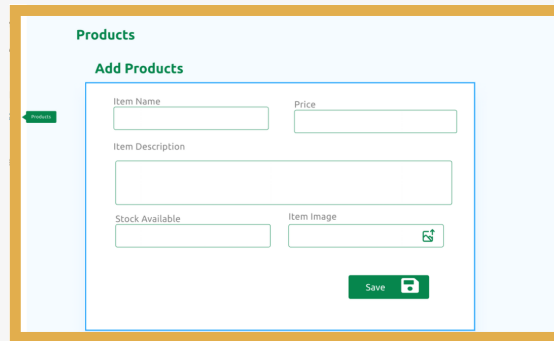 Products
Add Products
Item Name
Price
Products
Item Description
Stock Available
Item Image
Save